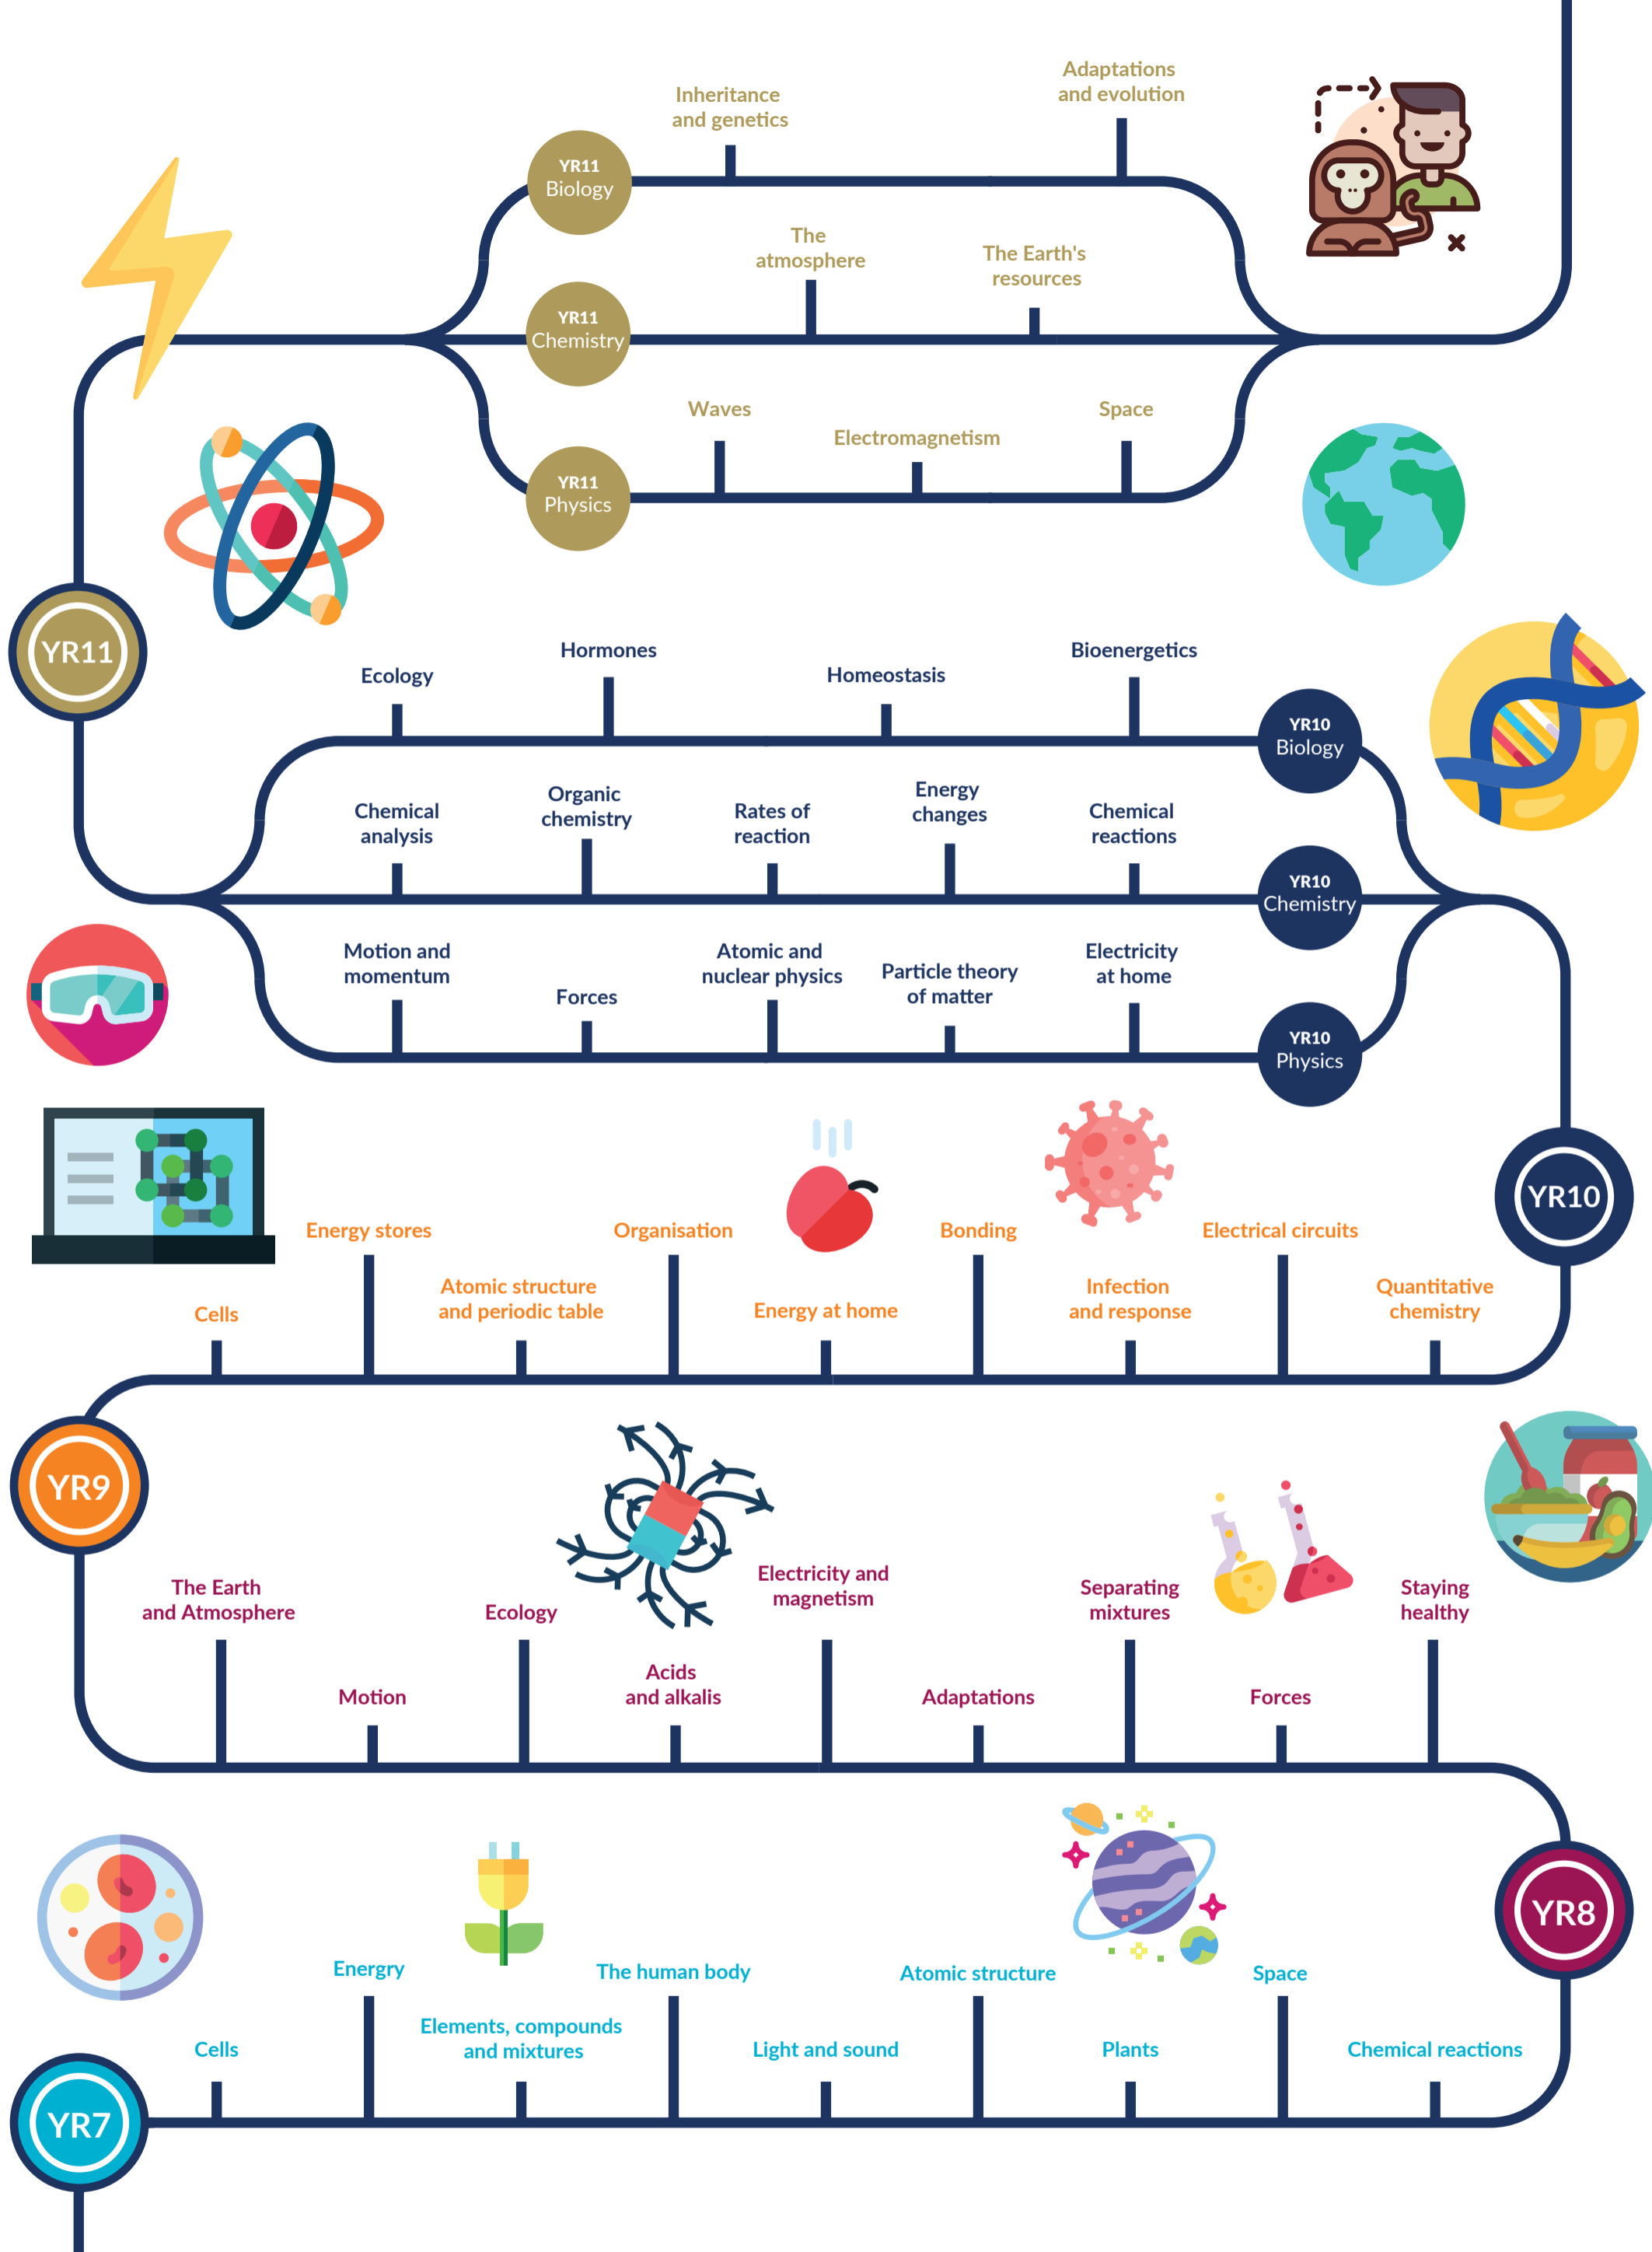 Adaptations
and evolution
Inheritance
and genetics
YR11
Biology
The
atmosphere
The Earth's
resources
YR11
Chemistry
Waves
Electromagnetism
Space
YR11
Physics
YR11
Ecology
Hormones
Homeostasis
Bioenergetics
YR10
Biology
Chemical
analysis
Organic
chemistry
Rates of
reaction
Energy
changes
Chemical
reactions
YR10
Chemistry
Motion and
momentum
Forces
Atomic and
nuclear physics
Particle theory
of matter
Electricity
at home
YR10
Physics
YR10
Cells
Energy stores
Atomic structure
and periodic table
Organisation
Energy at home
Bonding
Infection
and response
Electrical circuits
Quantitative
chemistry
YR9
The Earth
and Atmosphere
Motion
Ecology
Acids
and alkalis
Electricity and
magnetism
Adaptations
Separating
mixtures
Forces
Staying
healthy
YR8
Cells
Energry
Elements, compounds
and mixtures
The human body
Light and sound
Atomic structure
Plants
Space
Chemical reactions
YR7